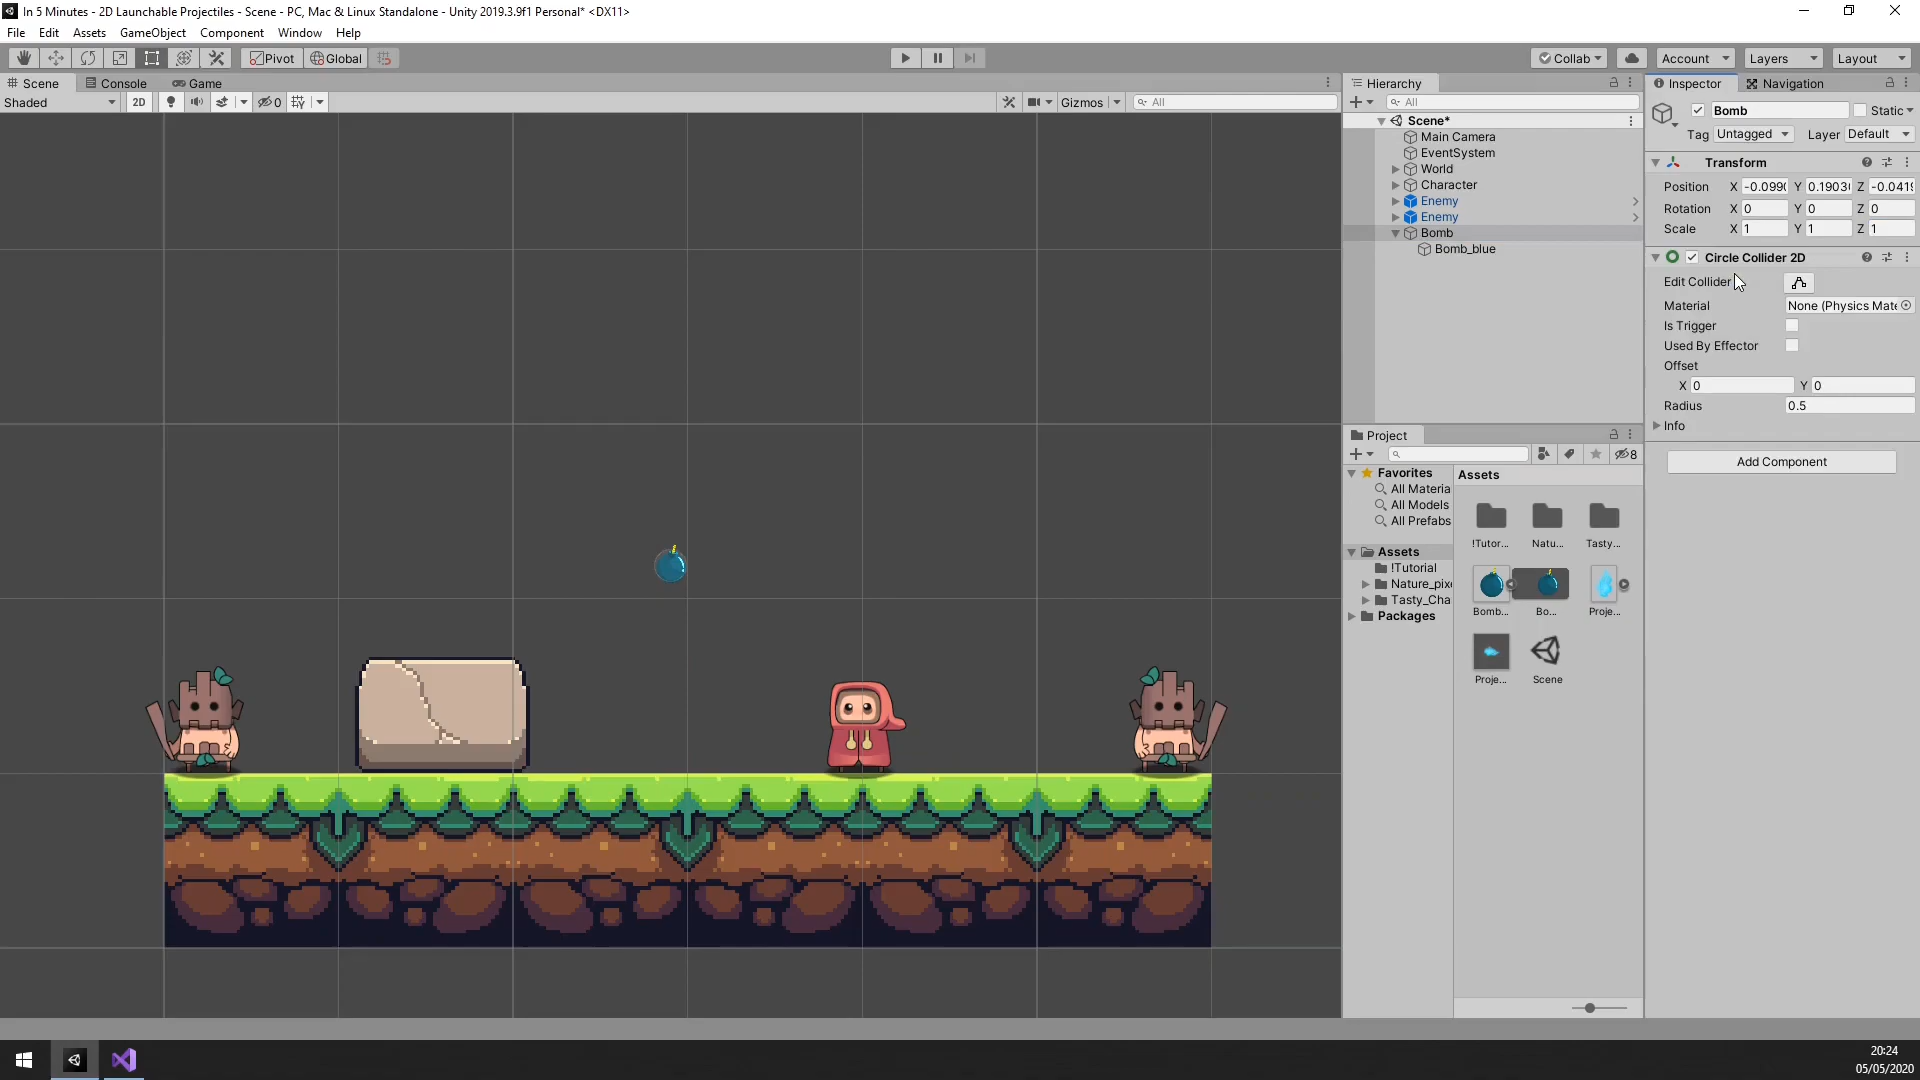 In 5 Minutes - 2D Launchable Projectiles - Scene - PC, Mac & Linux Standalone - Unity 2019.3.9f1 Personal* <DX11>
File Edit Assets GameObject Component Window Help
Pivot Global Collab Account Layers Layout
Scene Console Game
Shaded 2D 0 Gizmos All
Hierarchy
All
Scene*
Main Camera
EventSystem
World
Character
Enemy
Enemy
Bomb
Bomb_blue
Project
8
Favorites
All Materia
All Models
All Prefabs
Assets
!Tutorial
Nature_pix
Tasty_Cha
Packages
Assets
!Tutor... Natu... Tasty...
Bomb... Bo... Proje...
Proje... Scene
Inspector Navigation
Bomb Static
Tag Untagged Layer Default
Transform
Position X -0.0990 Y 0.1903 Z -0.0419
Rotation X 0 Y 0 Z 0
Scale X 1 Y 1 Z 1
Circle Collider 2D
Edit Collider
Material None (Physics Mate
Is Trigger
Used By Effector
Offset
X 0 Y 0
Radius 0.5
Info
Add Component
20:24
05/05/2020